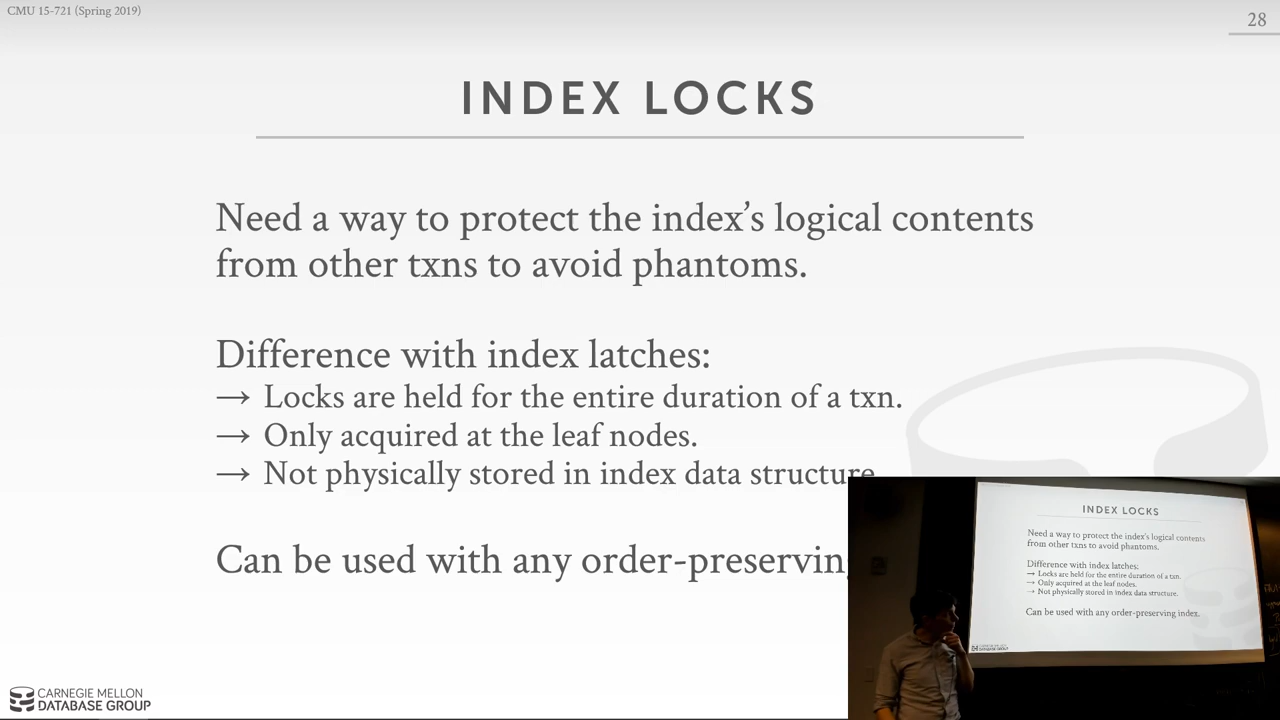 CMU 15-721 (Spring 2019)
28
INDEX LOCKS
Need a way to protect the index’s logical contents
from other txns to avoid phantoms.
Difference with index latches:
→ Locks are held for the entire duration of a txn.
→ Only acquired at the leaf nodes.
→ Not physically stored in index data structure.
Can be used with any order-preserving
CARNEGIE MELLON
DATABASE GROUP
INDEX LOCKS
Need a way to protect the index's logical contents
from other txns to avoid phantoms.
Difference with index latches:
→ Locks are held for the entire duration of a txn.
→ Only acquired at the leaf nodes.
→ Not physically stored in index data structure.
Can be used with any order-preserving index.
CARNEGIE MELLON
DATABASE GROUP